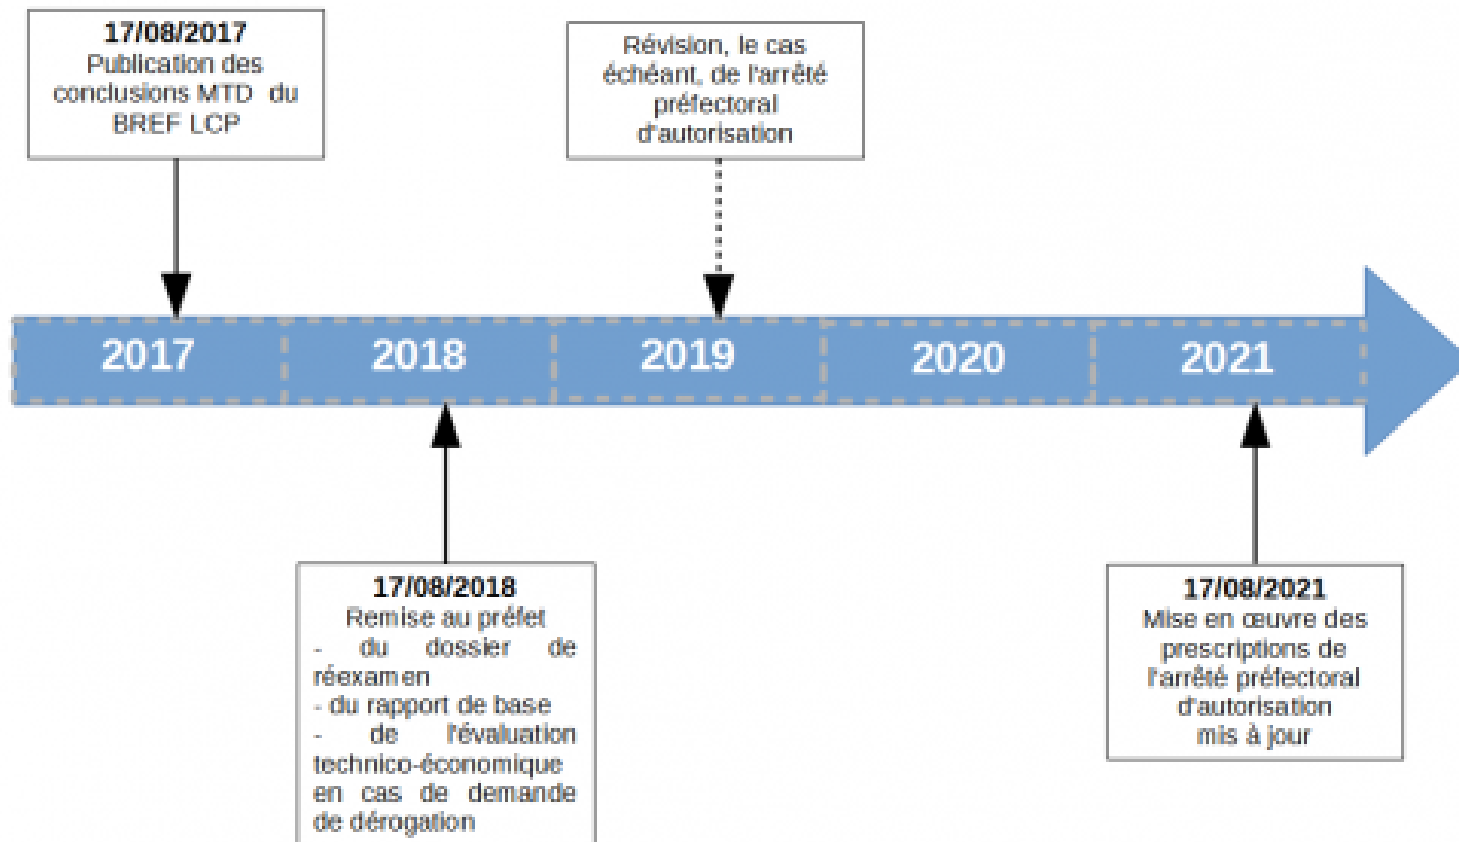 17/08/2017
Publication des
conclusions MTD du
BREF LCP
Révision, le cas
échéant, de l'arrêté
préfectoral
d'autorisation
2017
2018
2019
2020
2021
17/08/2018
Remise au préfet
- du dossier de
réexamen
- du rapport de base
- de l'évaluation
technico-économique
en cas de demande
de dérogation
17/08/2021
Mise en œuvre des
prescriptions de
l'arrêté préfectoral
d'autorisation
mis à jour